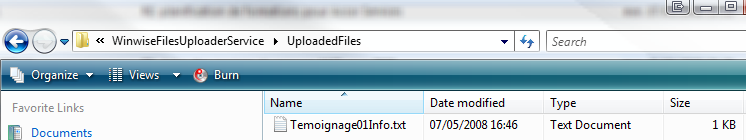 WinwiseFilesUploaderService UploadedFiles Search
Organize Views Burn
Favorite Links Name Date modified Type Size
Documents Temoignage01Info.txt 07/05/2008 16:46 Text Document 1 KB